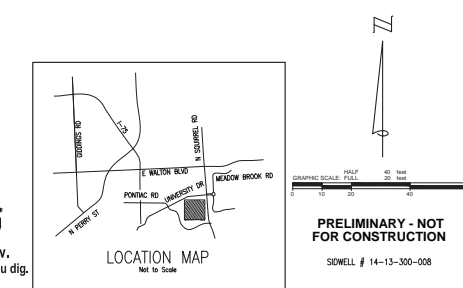 GIDDINGS RD
I-75
N SQUIRREL RD
E WALTON BLVD
MEADOW BROOK RD
PONTIAC RD
UNIVERSITY DR
N PERRY ST
LOCATION MAP
Not to Scale
v.
u dig.
N
HALF 40 feet
GRAPHIC SCALE: FULL 20 feet
0 10 20 40
PRELIMINARY - NOT
FOR CONSTRUCTION
SIDWELL # 14-13-300-008